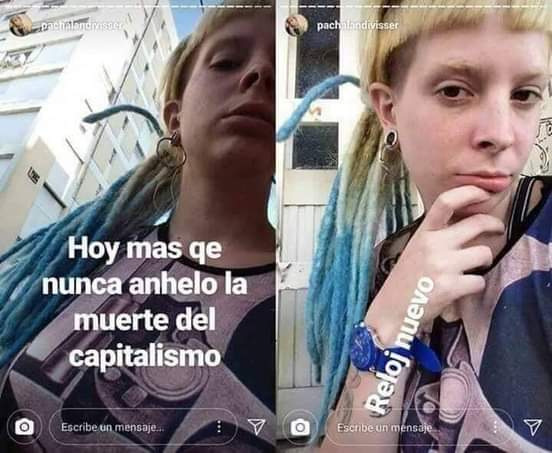 pachalandivisser
Hoy mas qe
nunca anhelo la
muerte del
capitalismo
Escribe un mensaje...
pachalandivisser
Reloj nuevo
Escribe un mensaje...